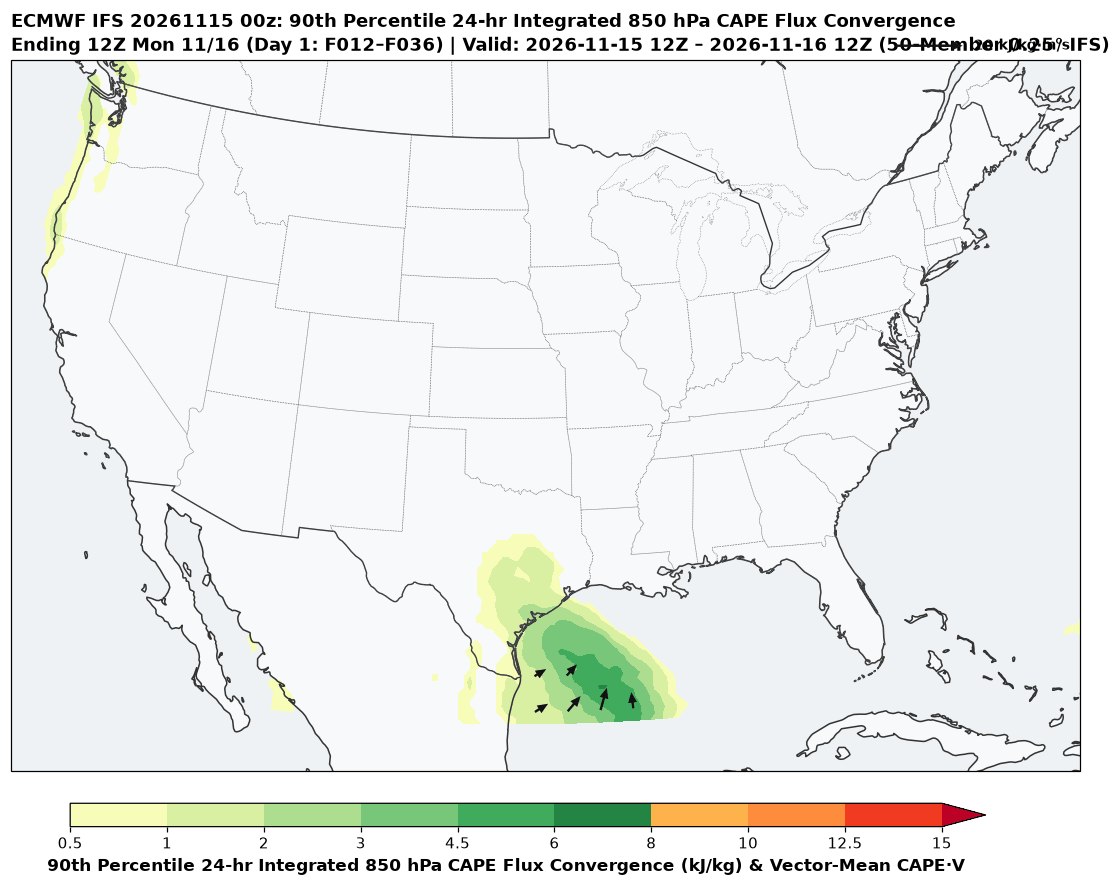 ECMWF IFS 20261115 00z: 90th Percentile 24-hr Integrated 850 hPa CAPE Flux Convergence
Ending 12Z Mon 11/16 (Day 1: F012–F036) | Valid: 2026-11-15 12Z – 2026-11-16 12Z (50-Member 0.25° IFS)
0.5 1 2 3 4.5 6 8 10 12.5 15
90th Percentile 24-hr Integrated 850 hPa CAPE Flux Convergence (kJ/kg) & Vector-Mean CAPE·V